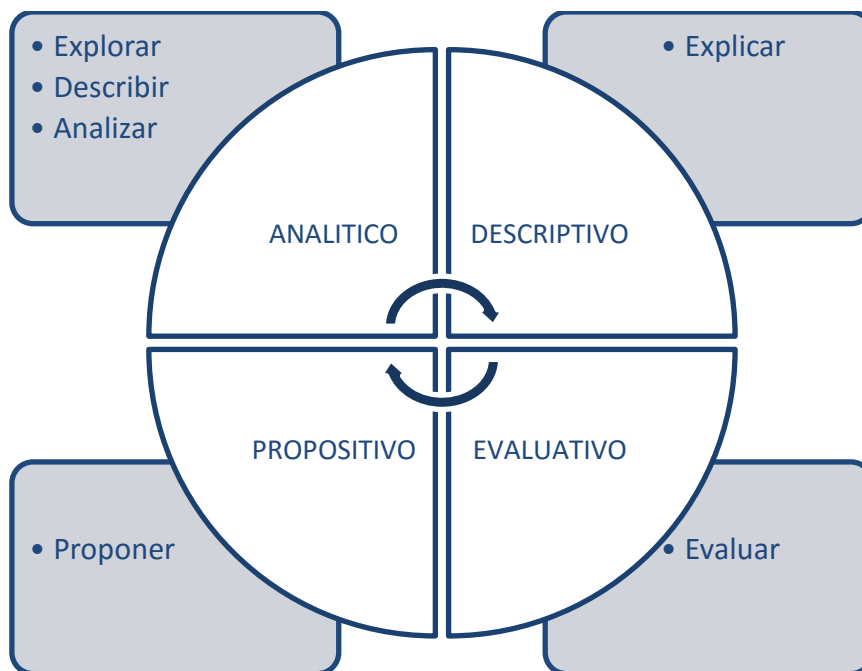 • Explorar
• Describir
• Analizar
• Explicar
ANALITICO
DESCRIPTIVO
PROPOSITIVO
EVALUATIVO
• Proponer
• Evaluar